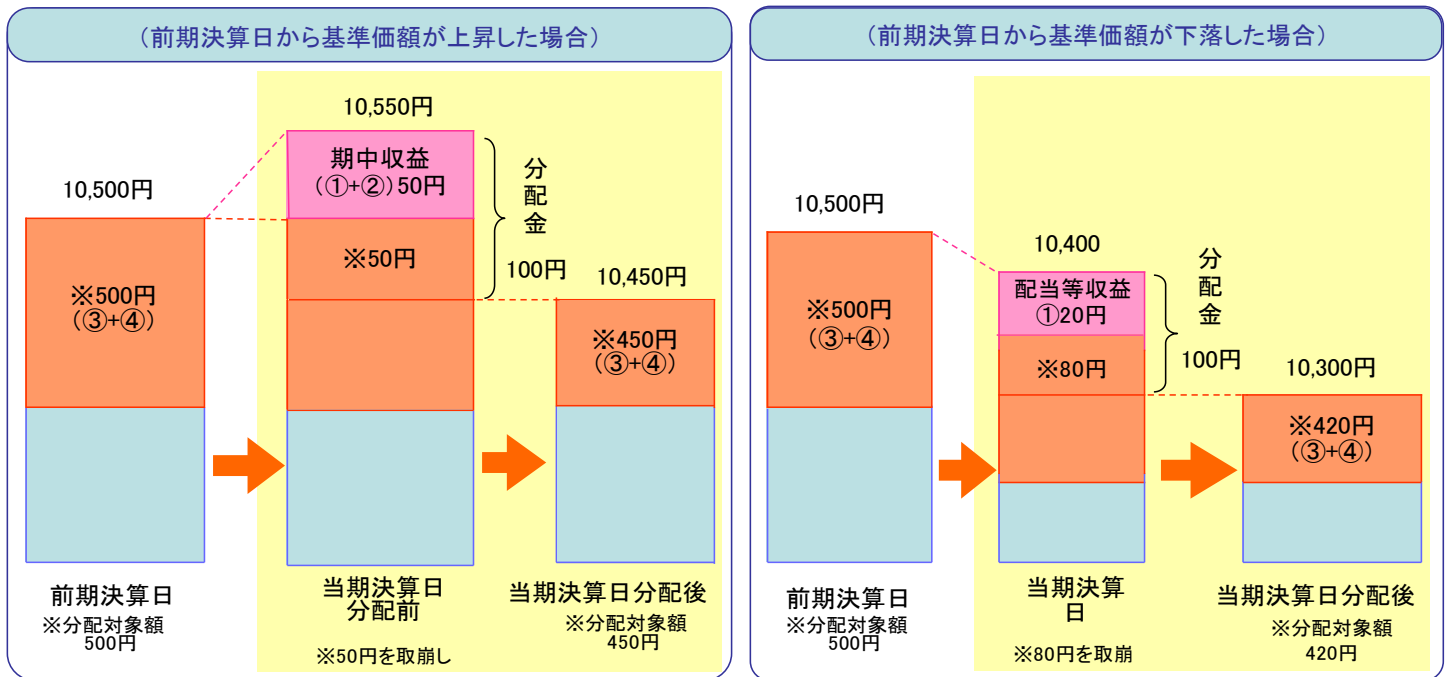 (前期決算日から基準価額が上昇した場合)
10,550円
期中収益
(①+②)50円
分
配
金
10,500円
※50円
100円
10,450円
※500円
(③+④)
※450円
(③+④)
前期決算日
※分配対象額
500円
当期決算日
分配前
※50円を取崩し
当期決算日分配後
※分配対象額
450円
(前期決算日から基準価額が下落した場合)
10,500円
10,400
分
配
金
配当等収益
①20円
※500円
(③+④)
※80円
100円
10,300円
※420円
(③+④)
前期決算日
※分配対象額
500円
当期決算
日
※80円を取崩
当期決算日分配後
※分配対象額
420円